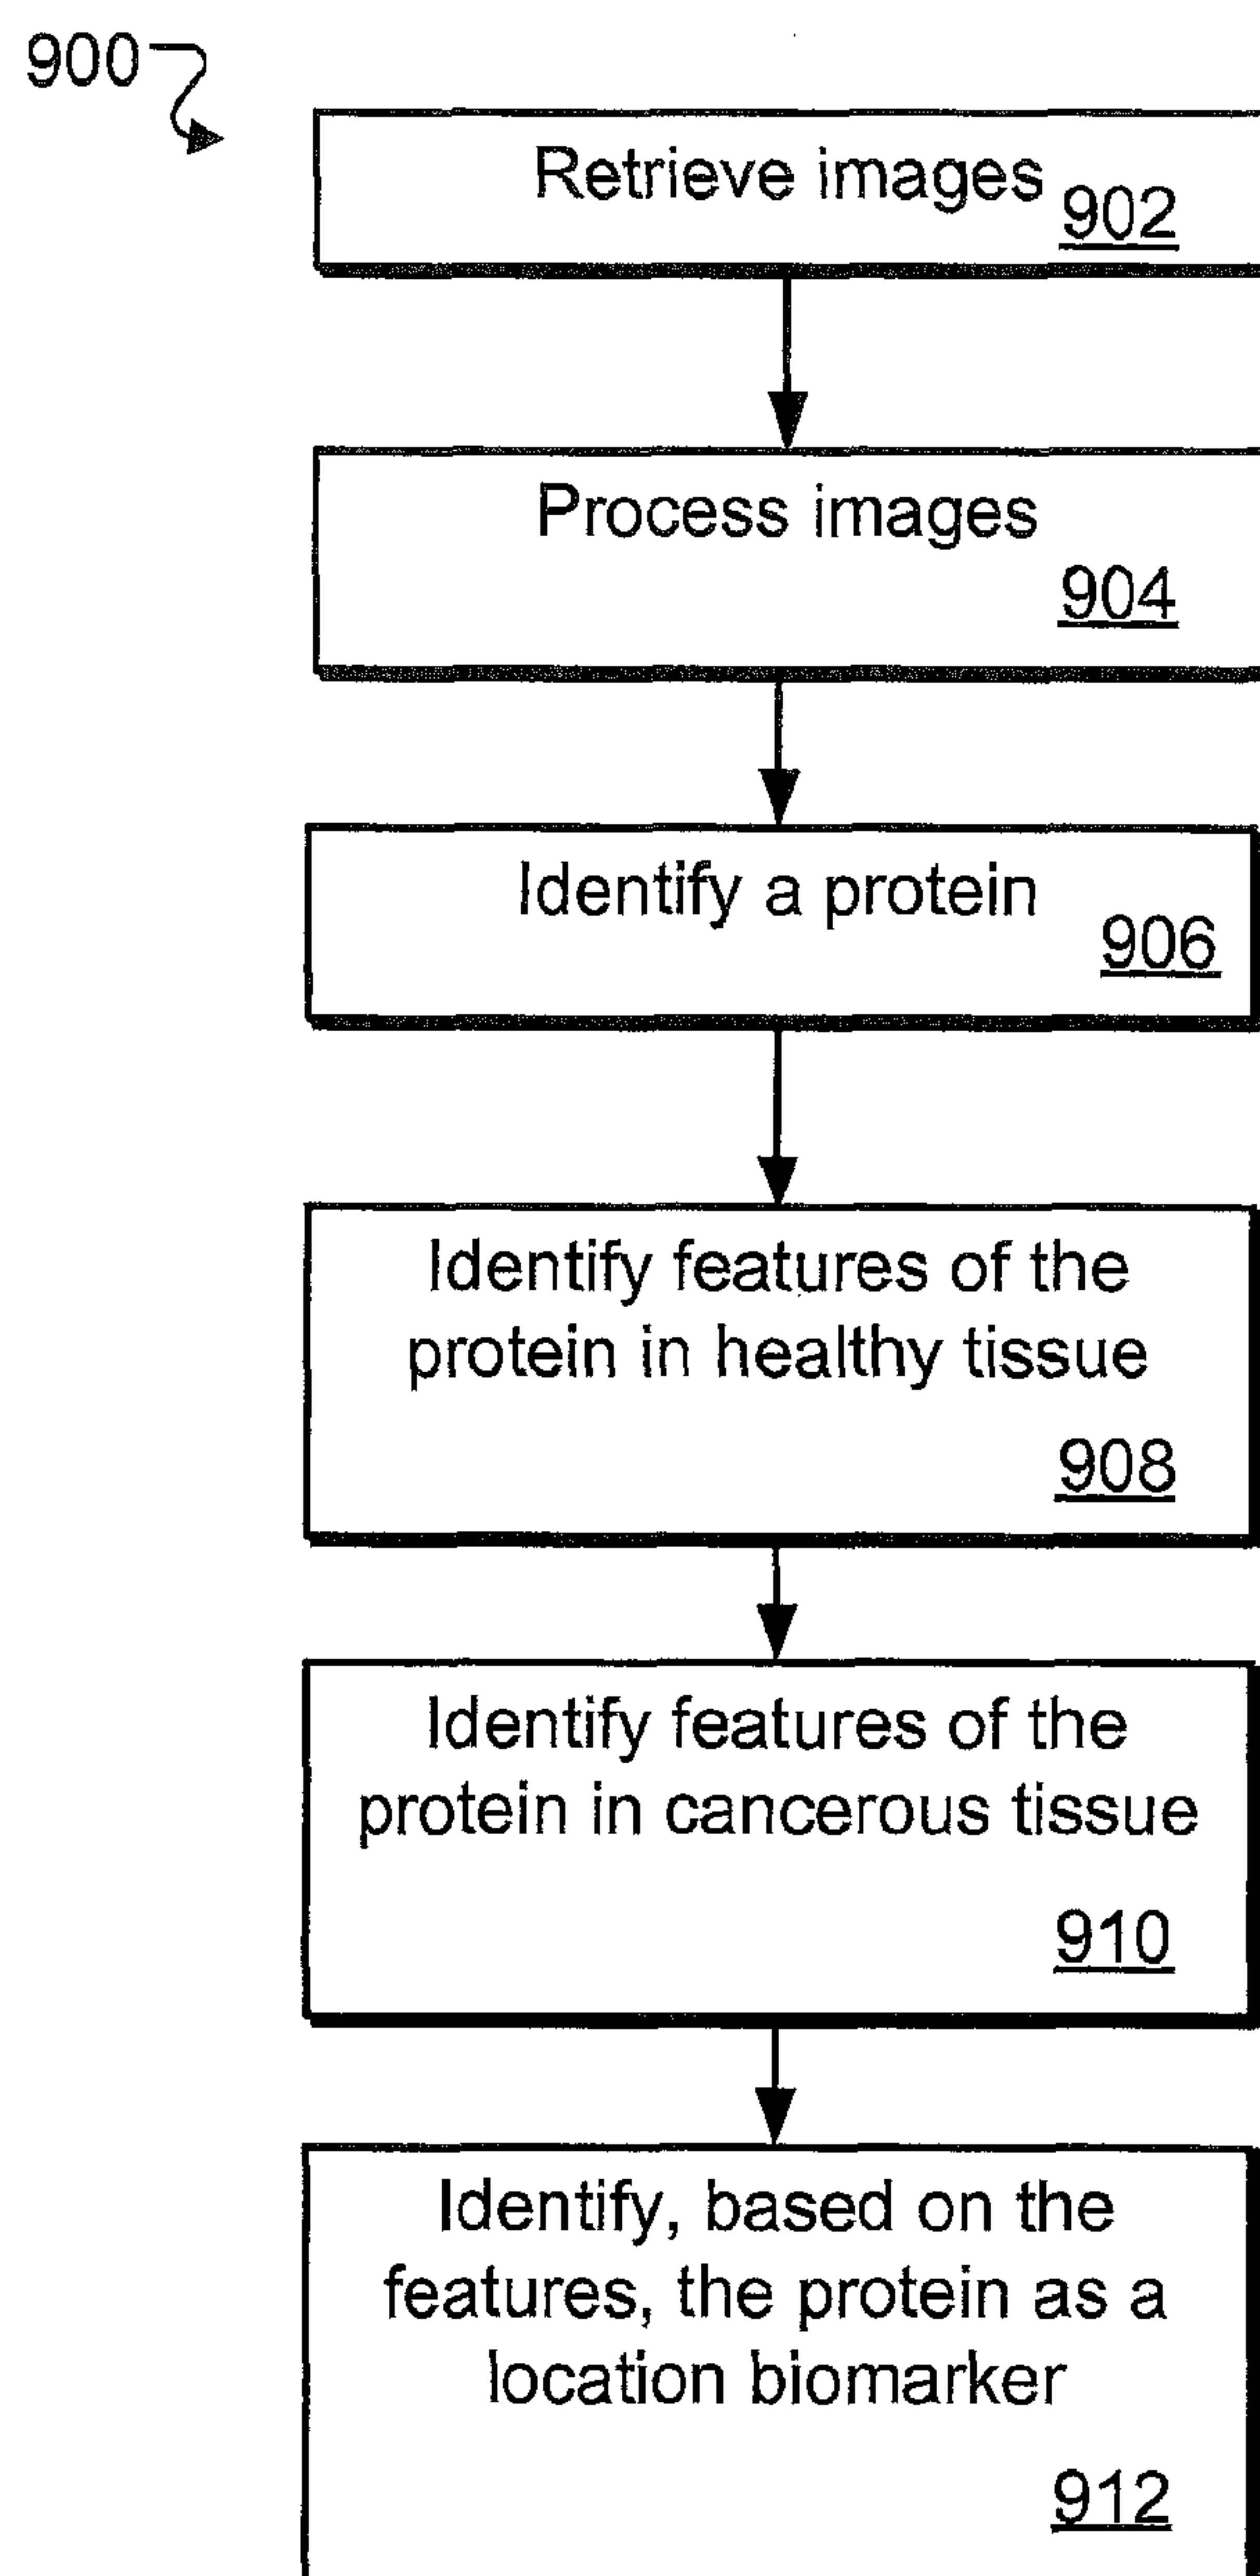 900
Retrieve images
902
Process images
904
Identify a protein
906
Identify features of the
protein in healthy tissue
908
Identify features of the
protein in cancerous tissue
910
Identify, based on the
features, the protein as a
location biomarker
912